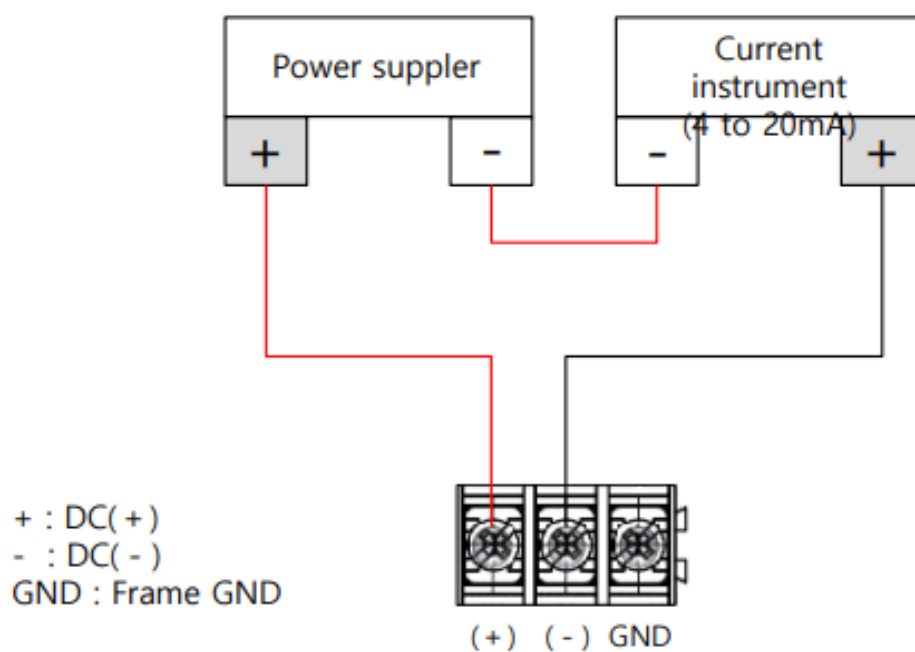 Power suppler
Current
instrument
(4 to 20mA)
+
-
-
+
+ : DC(+)
- : DC(-)
GND : Frame GND
(+) (-) GND